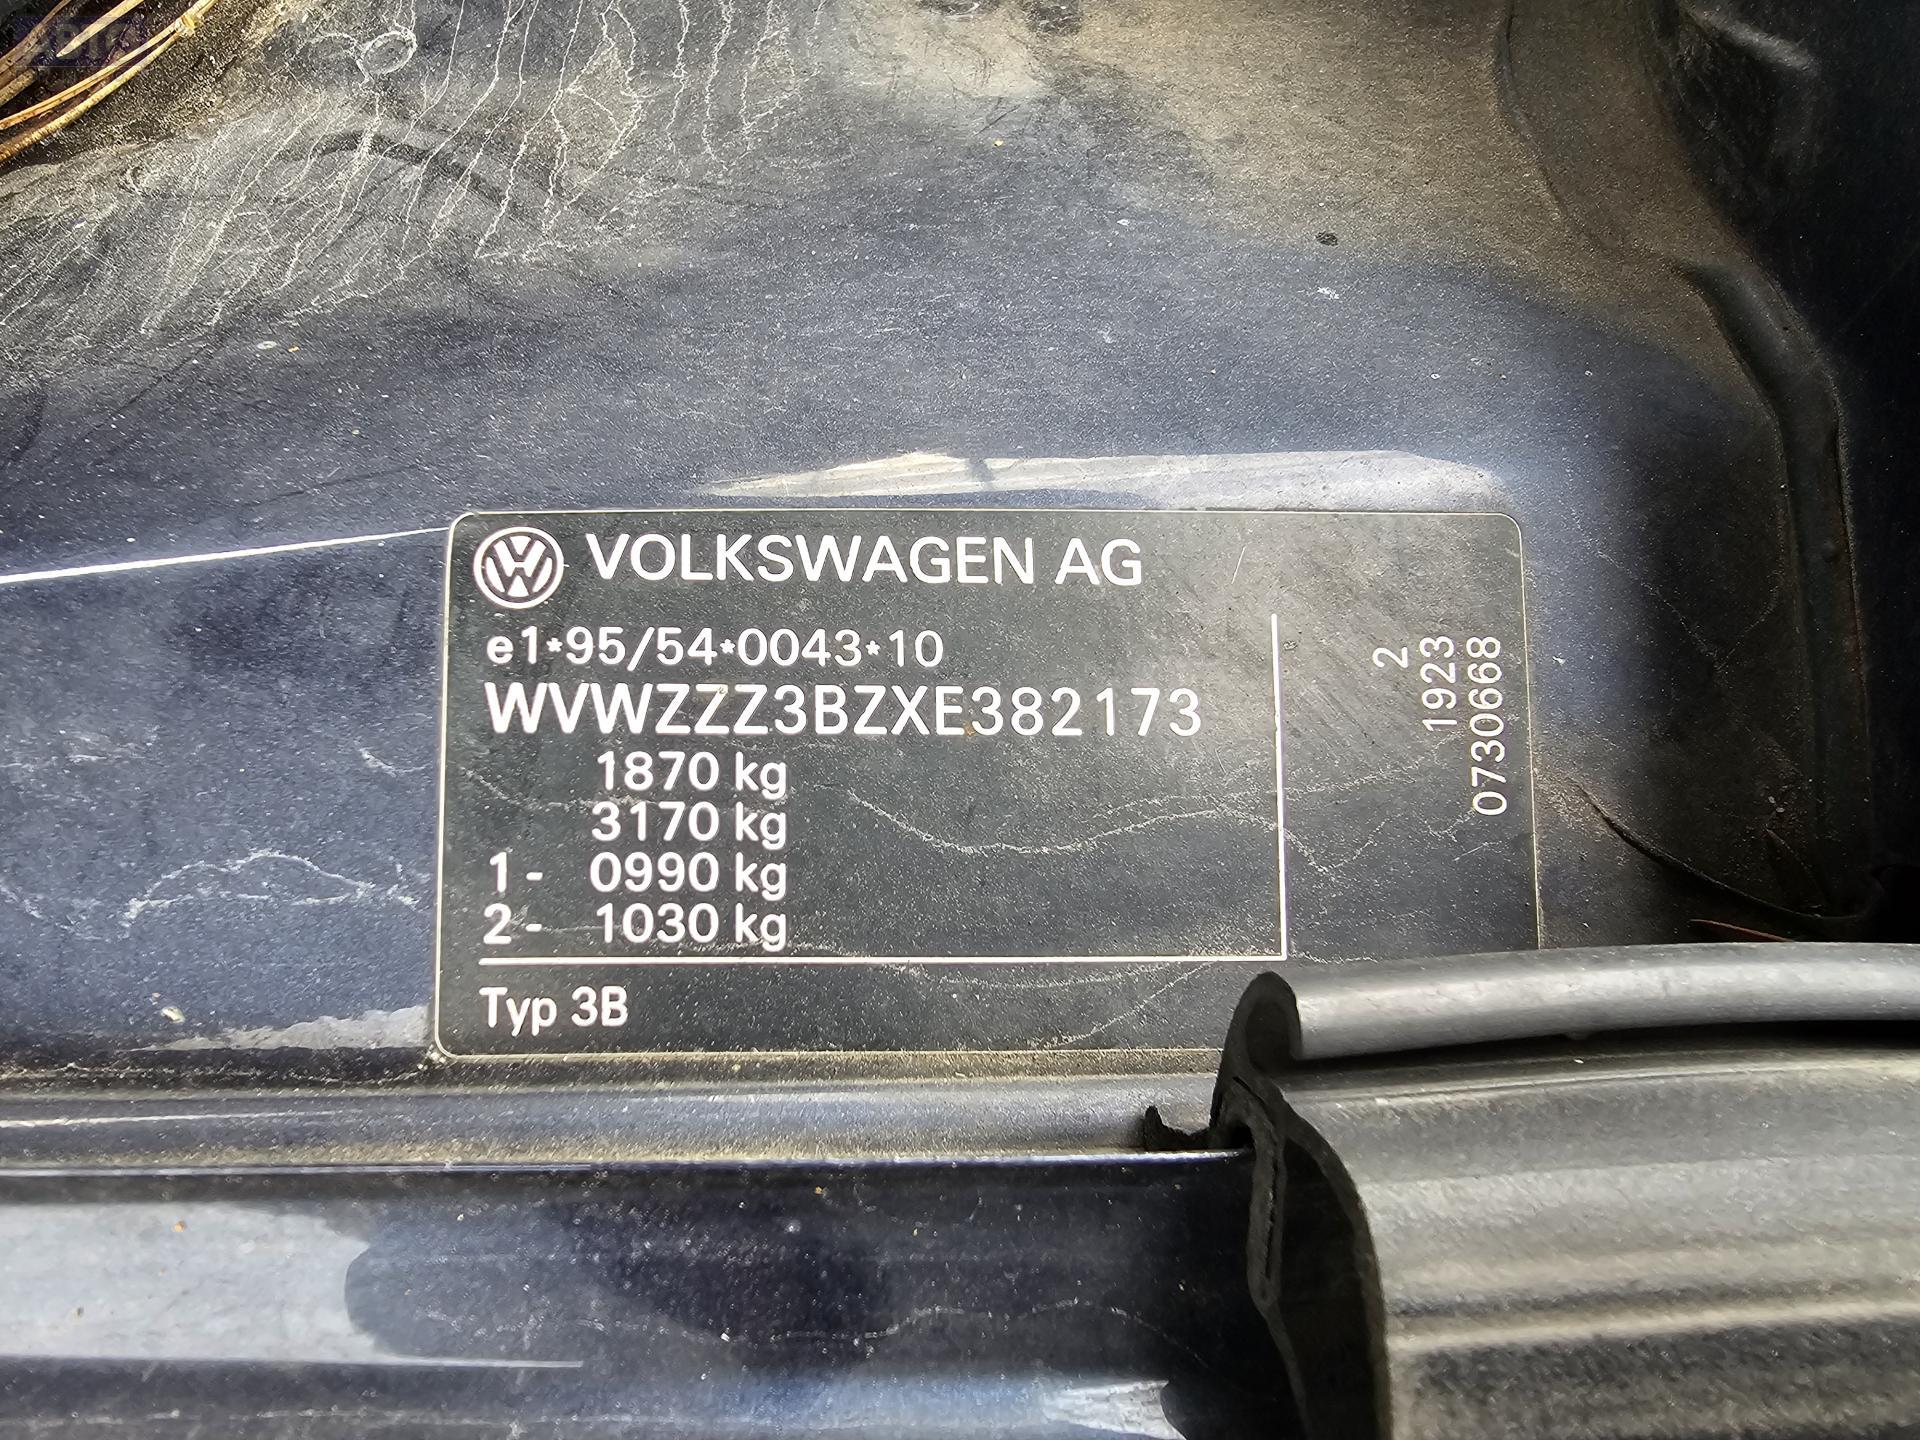 VOLKSWAGEN AG
e1*95/54*0043*10
WVWZZZ3BZXE382173
1870 kg
3170 kg
1- 0990 kg
2- 1030 kg
Typ 3B
2
1923
0730668